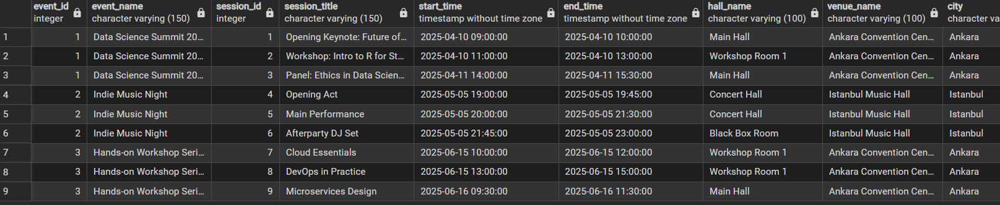 event_id event_name session_id session_title start_time end_time hall_name venue_name city
integer character varying (150) integer character varying (150) timestamp without time zone timestamp without time zone character varying (100) character varying (100) character va
1 1 Data Science Summit 20... 1 Opening Keynote: Future of... 2025-04-10 09:00:00 2025-04-10 10:00:00 Main Hall Ankara Convention Cen... Ankara
2 1 Data Science Summit 20... 2 Workshop: Intro to R for St... 2025-04-10 11:00:00 2025-04-10 13:00:00 Workshop Room 1 Ankara Convention Cen... Ankara
3 1 Data Science Summit 20... 3 Panel: Ethics in Data Scien... 2025-04-11 14:00:00 2025-04-11 15:30:00 Main Hall Ankara Convention Cen... Ankara
4 2 Indie Music Night 4 Opening Act 2025-05-05 19:00:00 2025-05-05 19:45:00 Concert Hall Istanbul Music Hall Istanbul
5 2 Indie Music Night 5 Main Performance 2025-05-05 20:00:00 2025-05-05 21:30:00 Concert Hall Istanbul Music Hall Istanbul
6 2 Indie Music Night 6 Afterparty DJ Set 2025-05-05 21:45:00 2025-05-05 23:00:00 Black Box Room Istanbul Music Hall Istanbul
7 3 Hands-on Workshop Seri... 7 Cloud Essentials 2025-06-15 10:00:00 2025-06-15 12:00:00 Workshop Room 1 Ankara Convention Cen... Ankara
8 3 Hands-on Workshop Seri... 8 DevOps in Practice 2025-06-15 13:00:00 2025-06-15 15:00:00 Workshop Room 1 Ankara Convention Cen... Ankara
9 3 Hands-on Workshop Seri... 9 Microservices Design 2025-06-16 09:30:00 2025-06-16 11:30:00 Main Hall Ankara Convention Cen... Ankara